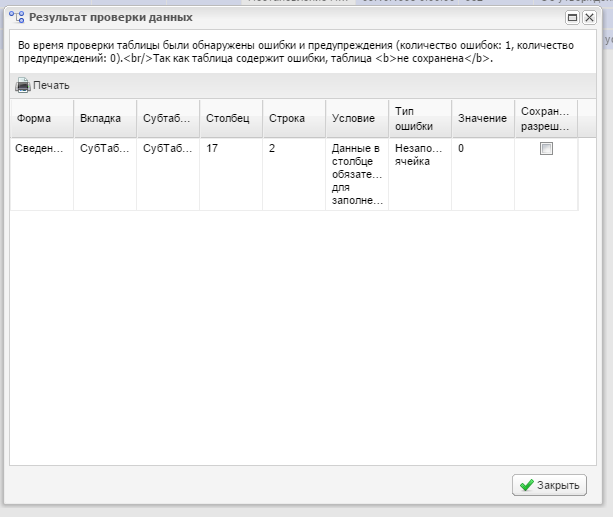 Результат проверки данных
Во время проверки таблицы были обнаружены ошибки и предупреждения (количество ошибок: 1, количество
предупреждений: 0).<br/>Так как таблица содержит ошибки, таблица <b>не сохранена</b>.
Печать
Форма Вкладка Субтаб... Столбец Строка Условие Тип ошибки Значение Сохран... разреш...
Сведен... СубТаб... СубТаб... 17 2 Данные в Незапо... 0
столбце ячейка
обязате...
для
заполне...
Закрыть